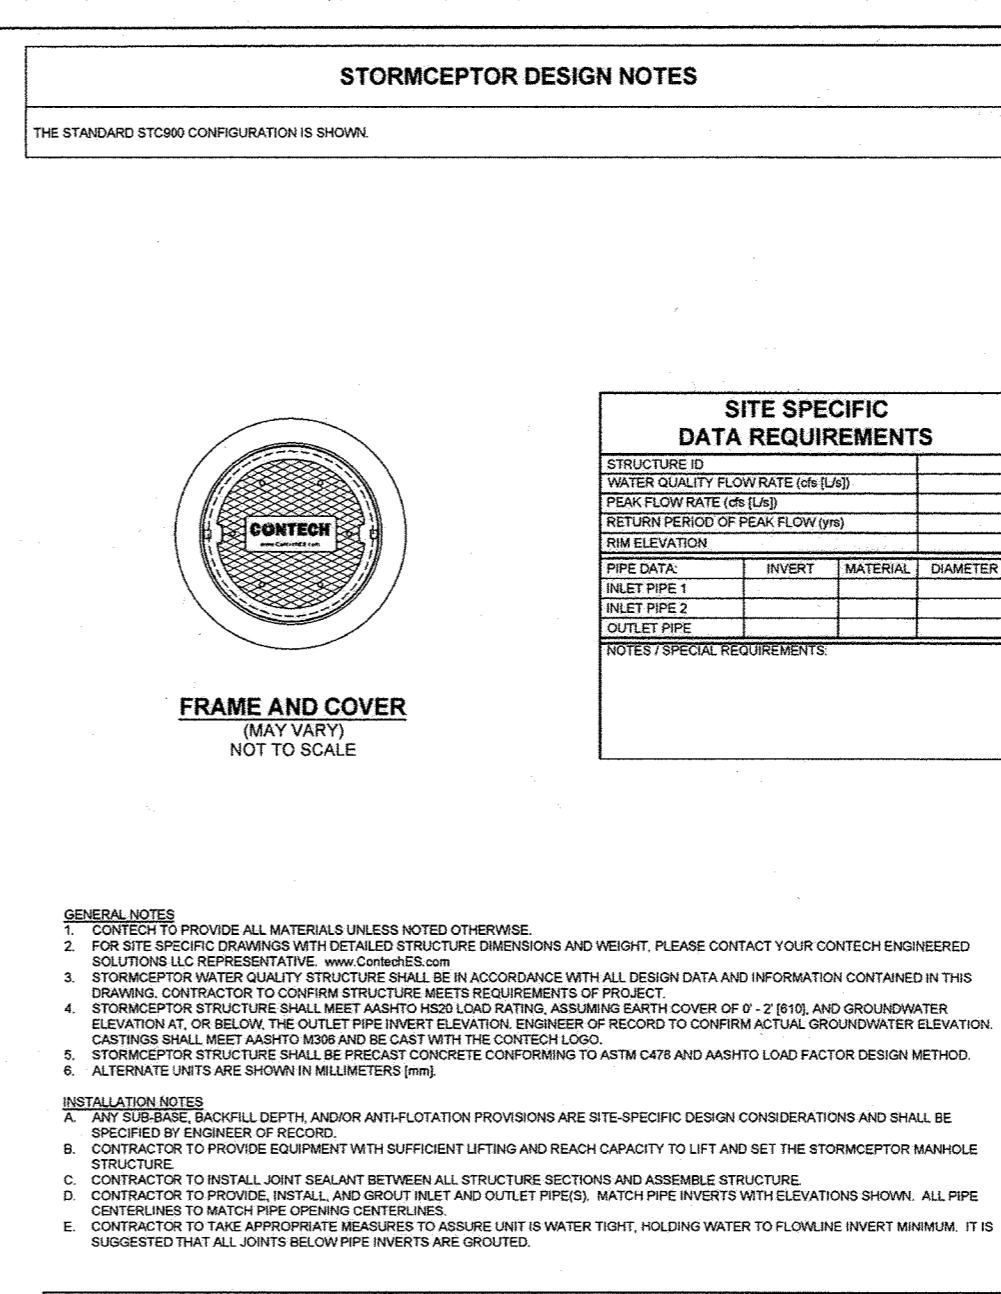 STORMCEPTOR DESIGN NOTES
THE STANDARD STC900 CONFIGURATION IS SHOWN.
CONTECH
www.ContechES.com
FRAME AND COVER
(MAY VARY)
NOT TO SCALE
SITE SPECIFIC
DATA REQUIREMENTS
STRUCTURE ID
WATER QUALITY FLOW RATE (cfs [L/s])
PEAK FLOW RATE (cfs [L/s])
RETURN PERIOD OF PEAK FLOW (yrs)
RIM ELEVATION
PIPE DATA: INVERT MATERIAL DIAMETER
INLET PIPE 1
INLET PIPE 2
OUTLET PIPE
NOTES / SPECIAL REQUIREMENTS:
GENERAL NOTES
1. CONTECH TO PROVIDE ALL MATERIALS UNLESS NOTED OTHERWISE.
2. FOR SITE SPECIFIC DRAWINGS WITH DETAILED STRUCTURE DIMENSIONS AND WEIGHT, PLEASE CONTACT YOUR CONTECH ENGINEERED
SOLUTIONS LLC REPRESENTATIVE. www.ContechES.com
3. STORMCEPTOR WATER QUALITY STRUCTURE SHALL BE IN ACCORDANCE WITH ALL DESIGN DATA AND INFORMATION CONTAINED IN THIS
DRAWING. CONTRACTOR TO CONFIRM STRUCTURE MEETS REQUIREMENTS OF PROJECT.
4. STORMCEPTOR STRUCTURE SHALL MEET AASHTO HS20 LOAD RATING, ASSUMING EARTH COVER OF 0' - 2' [610], AND GROUNDWATER
ELEVATION AT, OR BELOW, THE OUTLET PIPE INVERT ELEVATION. ENGINEER OF RECORD TO CONFIRM ACTUAL GROUNDWATER ELEVATION.
CASTINGS SHALL MEET AASHTO M306 AND BE CAST WITH THE CONTECH LOGO.
5. STORMCEPTOR STRUCTURE SHALL BE PRECAST CONCRETE CONFORMING TO ASTM C478 AND AASHTO LOAD FACTOR DESIGN METHOD.
6. ALTERNATE UNITS ARE SHOWN IN MILLIMETERS [mm].
INSTALLATION NOTES
A. ANY SUB-BASE, BACKFILL DEPTH, AND/OR ANTI-FLOTATION PROVISIONS ARE SITE-SPECIFIC DESIGN CONSIDERATIONS AND SHALL BE
SPECIFIED BY ENGINEER OF RECORD.
B. CONTRACTOR TO PROVIDE EQUIPMENT WITH SUFFICIENT LIFTING AND REACH CAPACITY TO LIFT AND SET THE STORMCEPTOR MANHOLE
STRUCTURE.
C. CONTRACTOR TO INSTALL JOINT SEALANT BETWEEN ALL STRUCTURE SECTIONS AND ASSEMBLE STRUCTURE.
D. CONTRACTOR TO PROVIDE, INSTALL, AND GROUT INLET AND OUTLET PIPE(S). MATCH PIPE INVERTS WITH ELEVATIONS SHOWN. ALL PIPE
CENTERLINES TO MATCH PIPE OPENING CENTERLINES.
E. CONTRACTOR TO TAKE APPROPRIATE MEASURES TO ASSURE UNIT IS WATER TIGHT, HOLDING WATER TO FLOWLINE INVERT MINIMUM. IT IS
SUGGESTED THAT ALL JOINTS BELOW PIPE INVERTS ARE GROUTED.